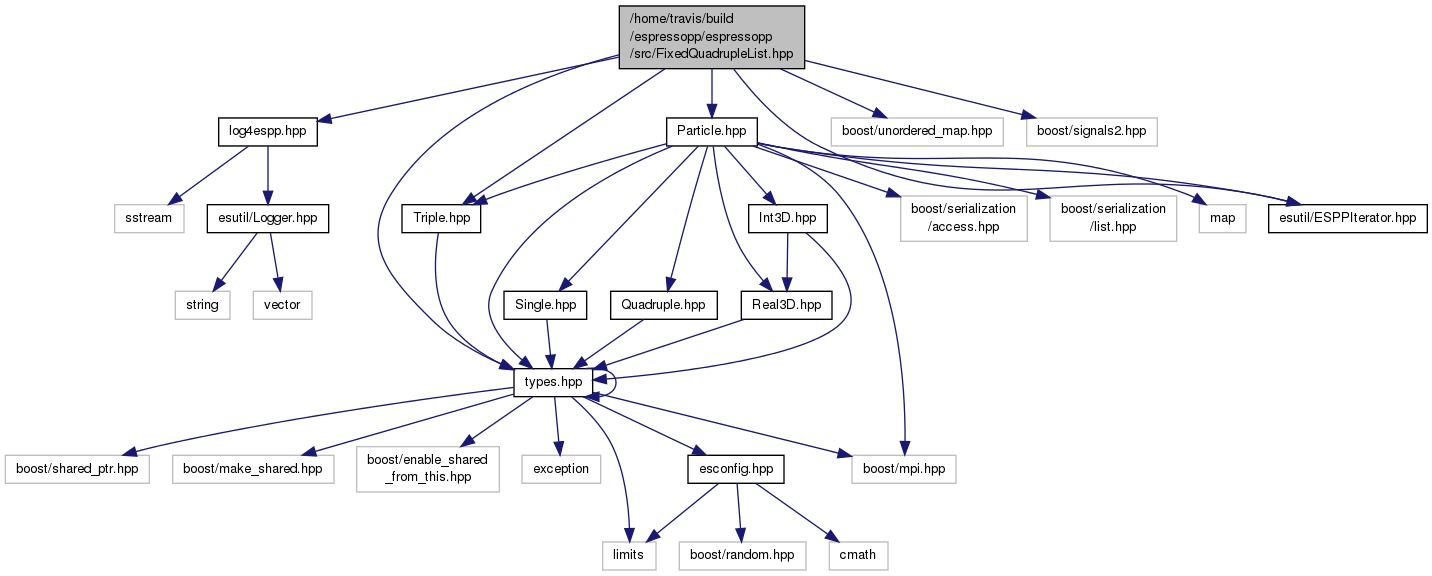 /home/travis/build
/espressopp/espressopp
/src/FixedQuadrupleList.hpp
log4espp.hpp
Particle.hpp
boost/unordered_map.hpp
boost/signals2.hpp
sstream
esutil/Logger.hpp
Triple.hpp
Int3D.hpp
boost/serialization
/access.hpp
boost/serialization
/list.hpp
map
esutil/ESPPIterator.hpp
string
vector
Single.hpp
Quadruple.hpp
Real3D.hpp
types.hpp
boost/shared_ptr.hpp
boost/make_shared.hpp
boost/enable_shared
_from_this.hpp
exception
esconfig.hpp
boost/mpi.hpp
limits
boost/random.hpp
cmath